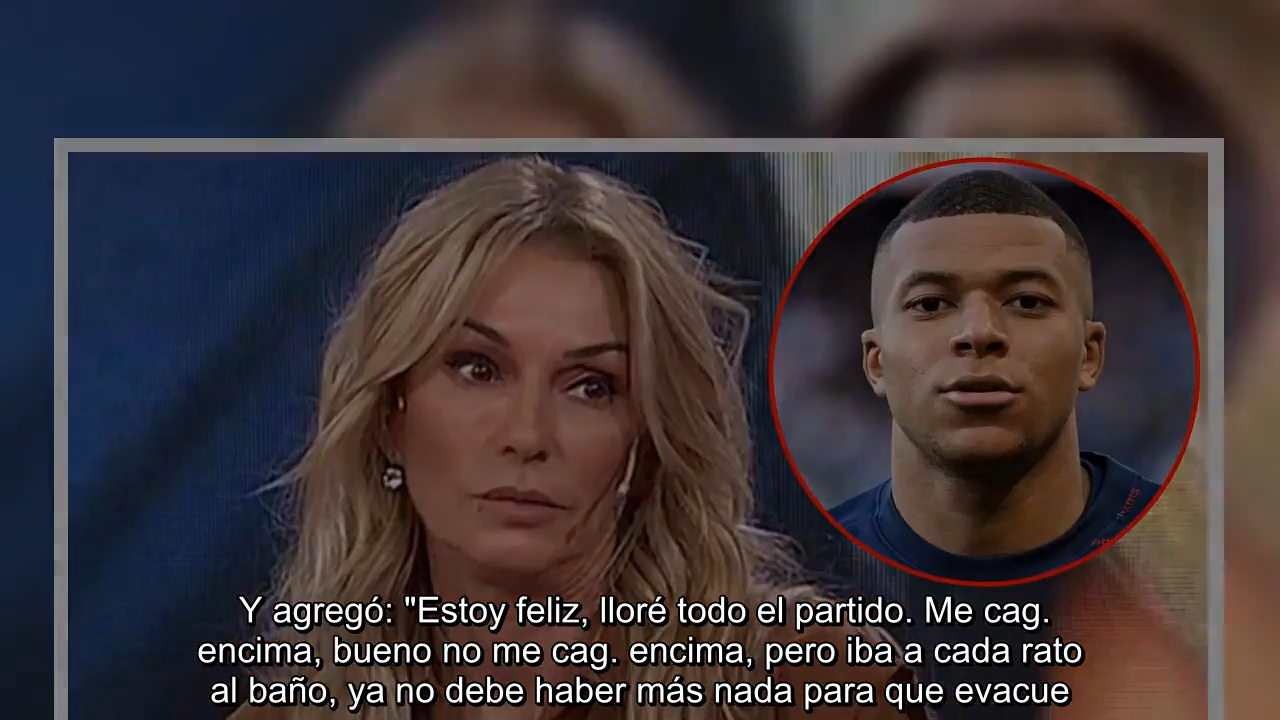 Y agregó: "Estoy feliz, lloré todo el partido. Me cag.
encima, bueno no me cag. encima, pero iba a cada rato
al baño, ya no debe haber más nada para que evacue